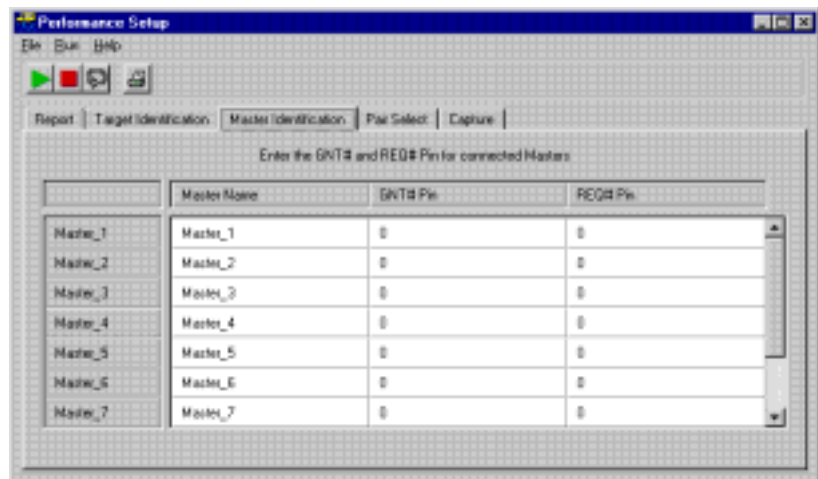 Performance Setup
File Run Help
Report Target Identification Master Identification Pair Select Capture
Enter the GNT# and REQ# Pin for connected Masters
Master Name GNT# Pin REQ# Pin
Master_1 Master_1 0 0
Master_2 Master_2 0 0
Master_3 Master_3 0 0
Master_4 Master_4 0 0
Master_5 Master_5 0 0
Master_6 Master_6 0 0
Master_7 Master_7 0 0